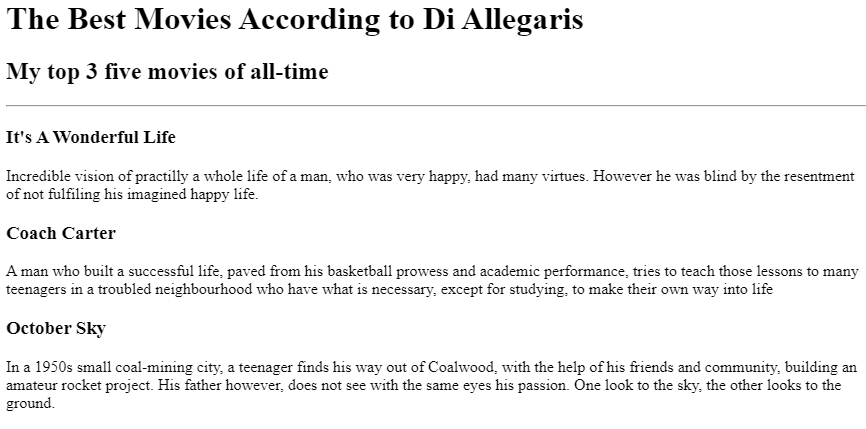 The Best Movies According to Di Allegaris
My top 3 five movies of all-time
It's A Wonderful Life
Incredible vision of practilly a whole life of a man, who was very happy, had many virtues. However he was blind by the resentment
of not fulfiling his imagined happy life.
Coach Carter
A man who built a successful life, paved from his basketball prowess and academic performance, tries to teach those lessons to many
teenagers in a troubled neighbourhood who have what is necessary, except for studying, to make their own way into life
October Sky
In a 1950s small coal-mining city, a teenager finds his way out of Coalwood, with the help of his friends and community, building an
amateur rocket project. His father however, does not see with the same eyes his passion. One look to the sky, the other looks to the
ground.